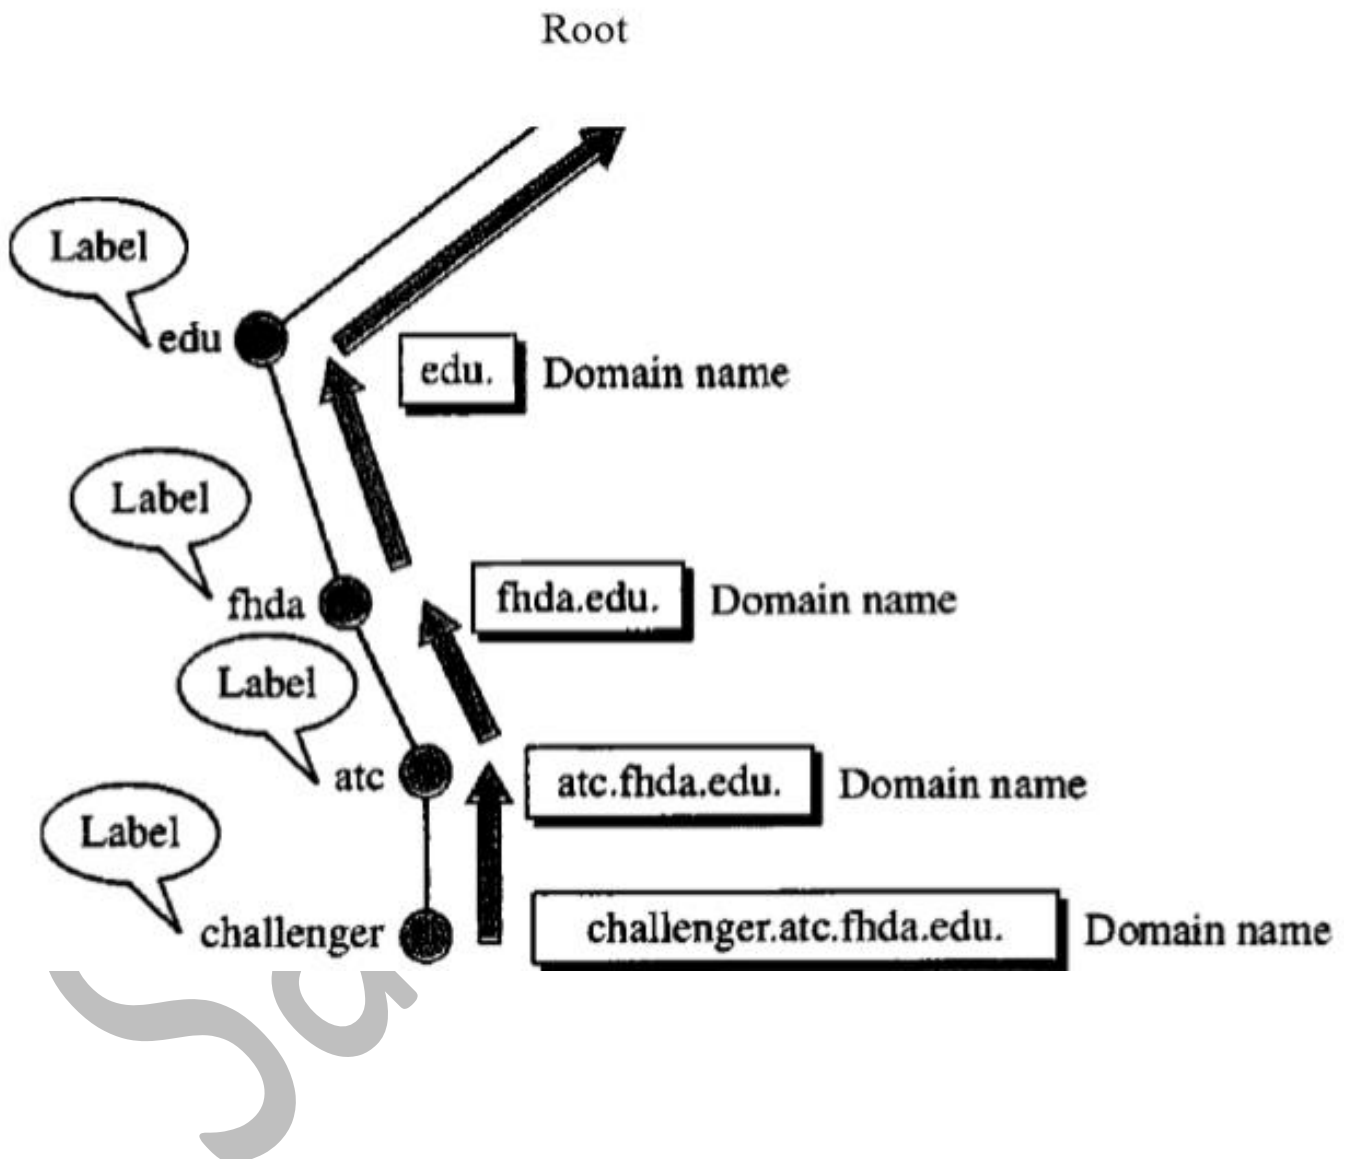 Root
Label
edu
edu. Domain name
Label
fhda
fhda.edu. Domain name
Label
atc
atc.fhda.edu. Domain name
Label
challenger
challenger.atc.fhda.edu. Domain name